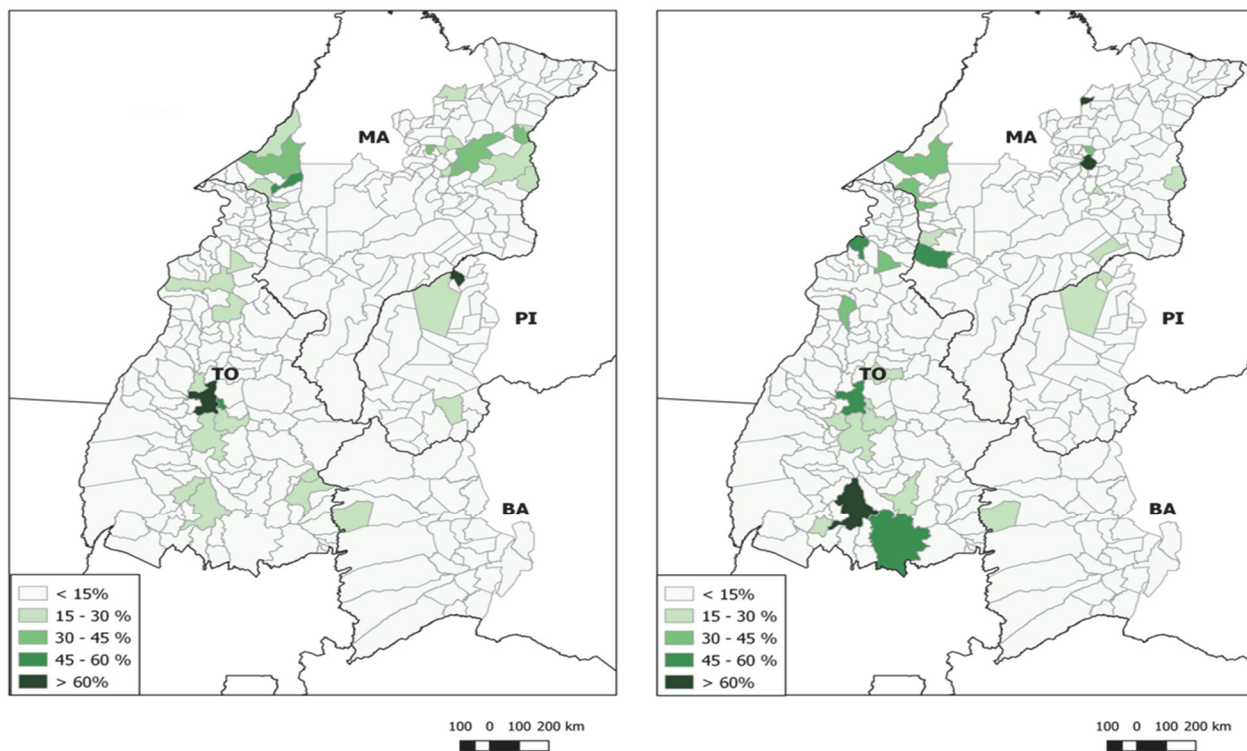 MA
PI
TO
BA
< 15%
15 - 30 %
30 - 45 %
45 - 60 %
> 60%
100 0 100 200 km
MA
PI
TO
BA
< 15%
15 - 30 %
30 - 45 %
45 - 60 %
> 60%
100 0 100 200 km